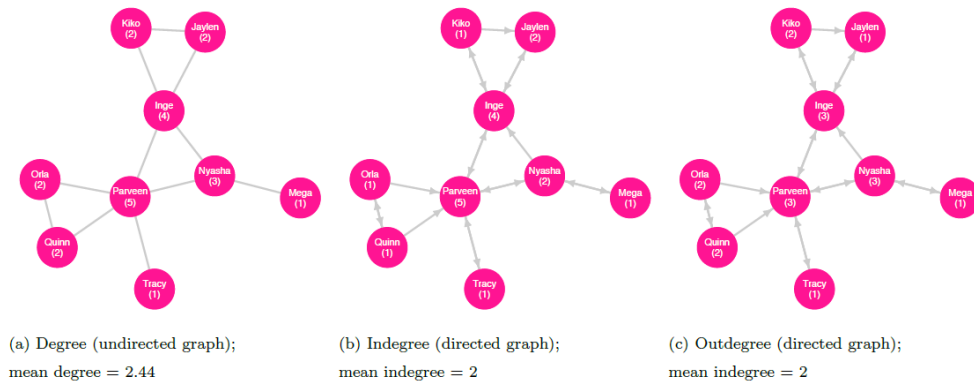 Kiko
(2)
Jaylen
(2)
Inge
(4)
Orla
(2)
Parveen
(5)
Nyasha
(3)
Mega
(1)
Quinn
(2)
Tracy
(1)
(a) Degree (undirected graph);
mean degree = 2.44
Kiko
(1)
Jaylen
(2)
Inge
(4)
Orla
(1)
Parveen
(5)
Nyasha
(2)
Mega
(1)
Quinn
(1)
Tracy
(1)
(b) Indegree (directed graph);
mean indegree = 2
Kiko
(2)
Jaylen
(1)
Inge
(3)
Orla
(2)
Parveen
(3)
Nyasha
(3)
Mega
(1)
Quinn
(2)
Tracy
(1)
(c) Outdegree (directed graph);
mean indegree = 2